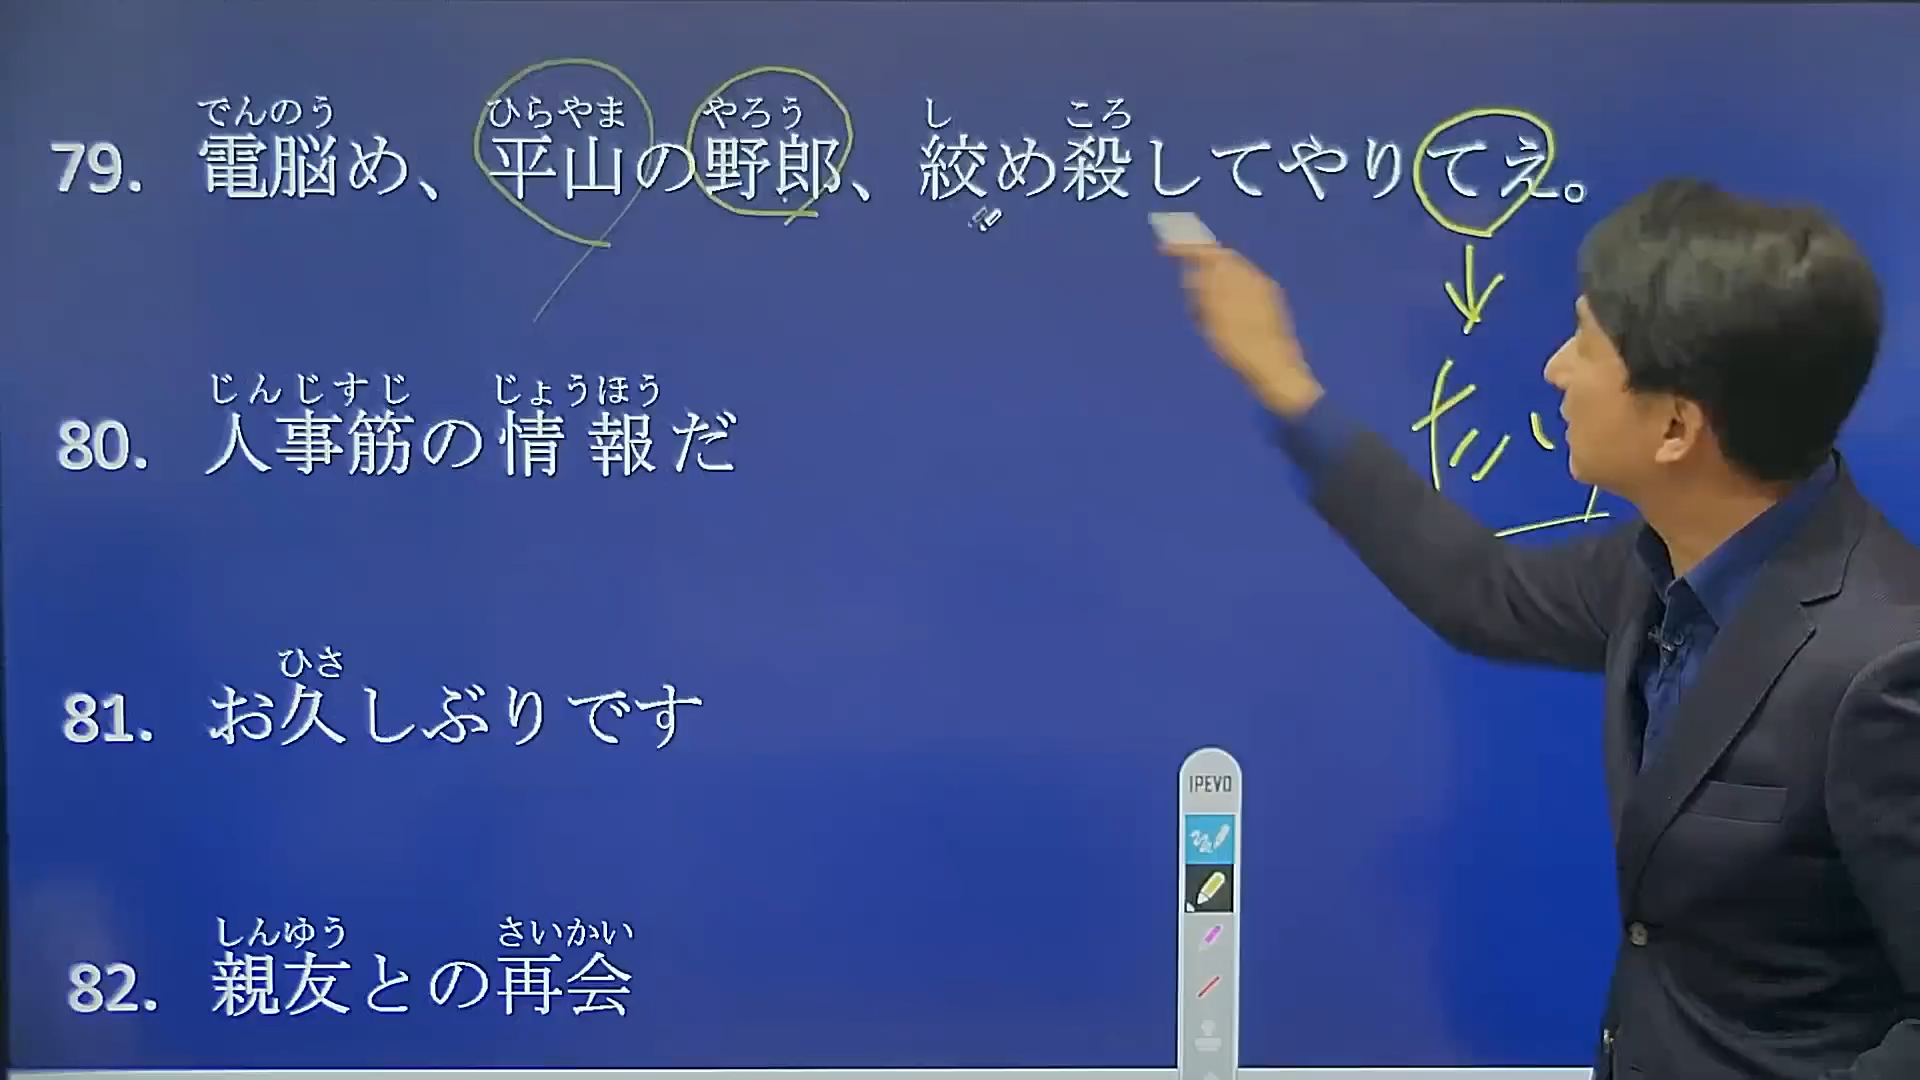 でんのう ひらやま やろう し ころ
79. 電脳め、平山の野郎、絞め殺してやりてえ。
じんじすじ じょうほう
80. 人事筋の情報だ
ひさ
81. お久しぶりです
IPEVO
しんゆう さいかい
82. 親友との再会